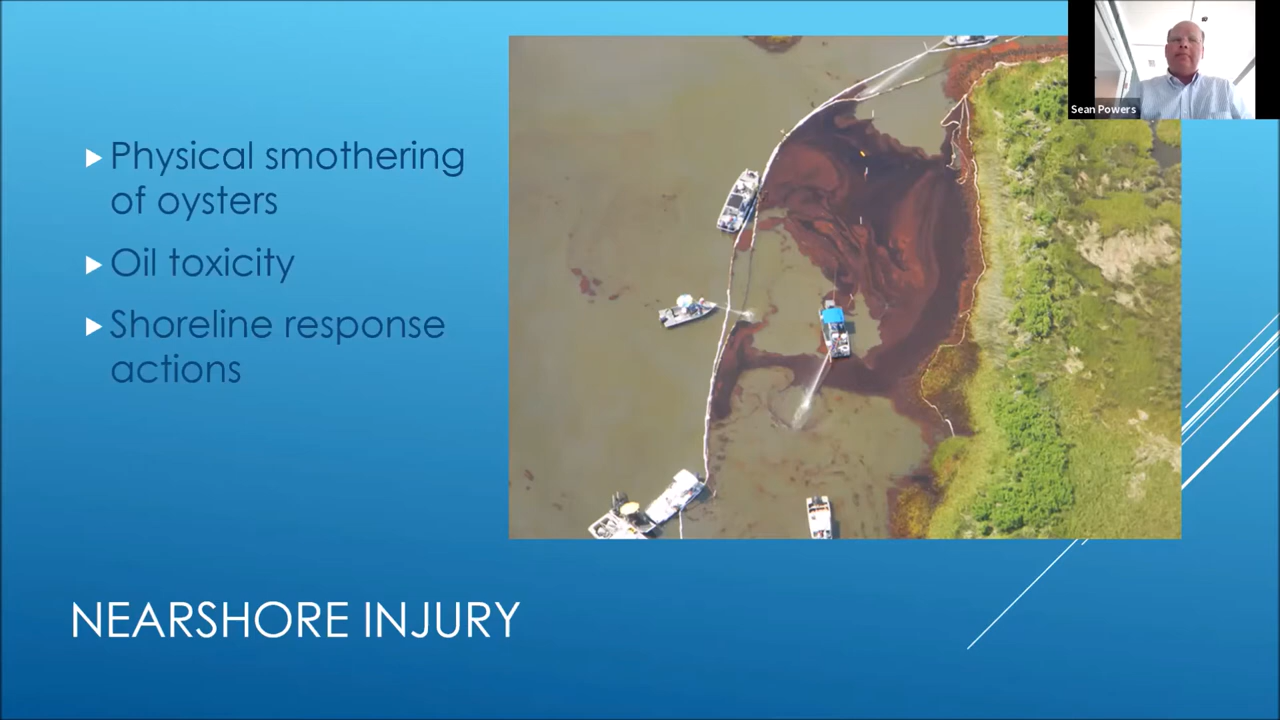 Physical smothering
of oysters
Oil toxicity
Shoreline response
actions
NEARSHORE INJURY
Sean Powers